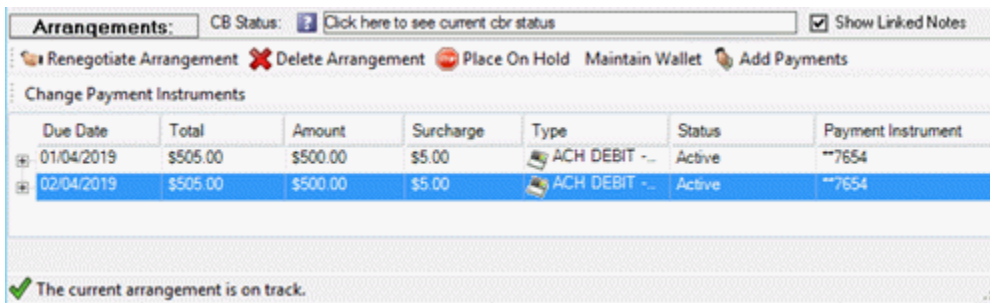 Arrangements: CB Status: ? Click here to see current cbr status Show Linked Notes
Renegotiate Arrangement Delete Arrangement Place On Hold Maintain Wallet Add Payments
Change Payment Instruments
Due Date Total Amount Surcharge Type Status Payment Instrument
01/04/2019 $505.00 $500.00 $5.00 ACH DEBIT -... Active **7654
02/04/2019 $505.00 $500.00 $5.00 ACH DEBIT -... Active **7654
The current arrangement is on track.